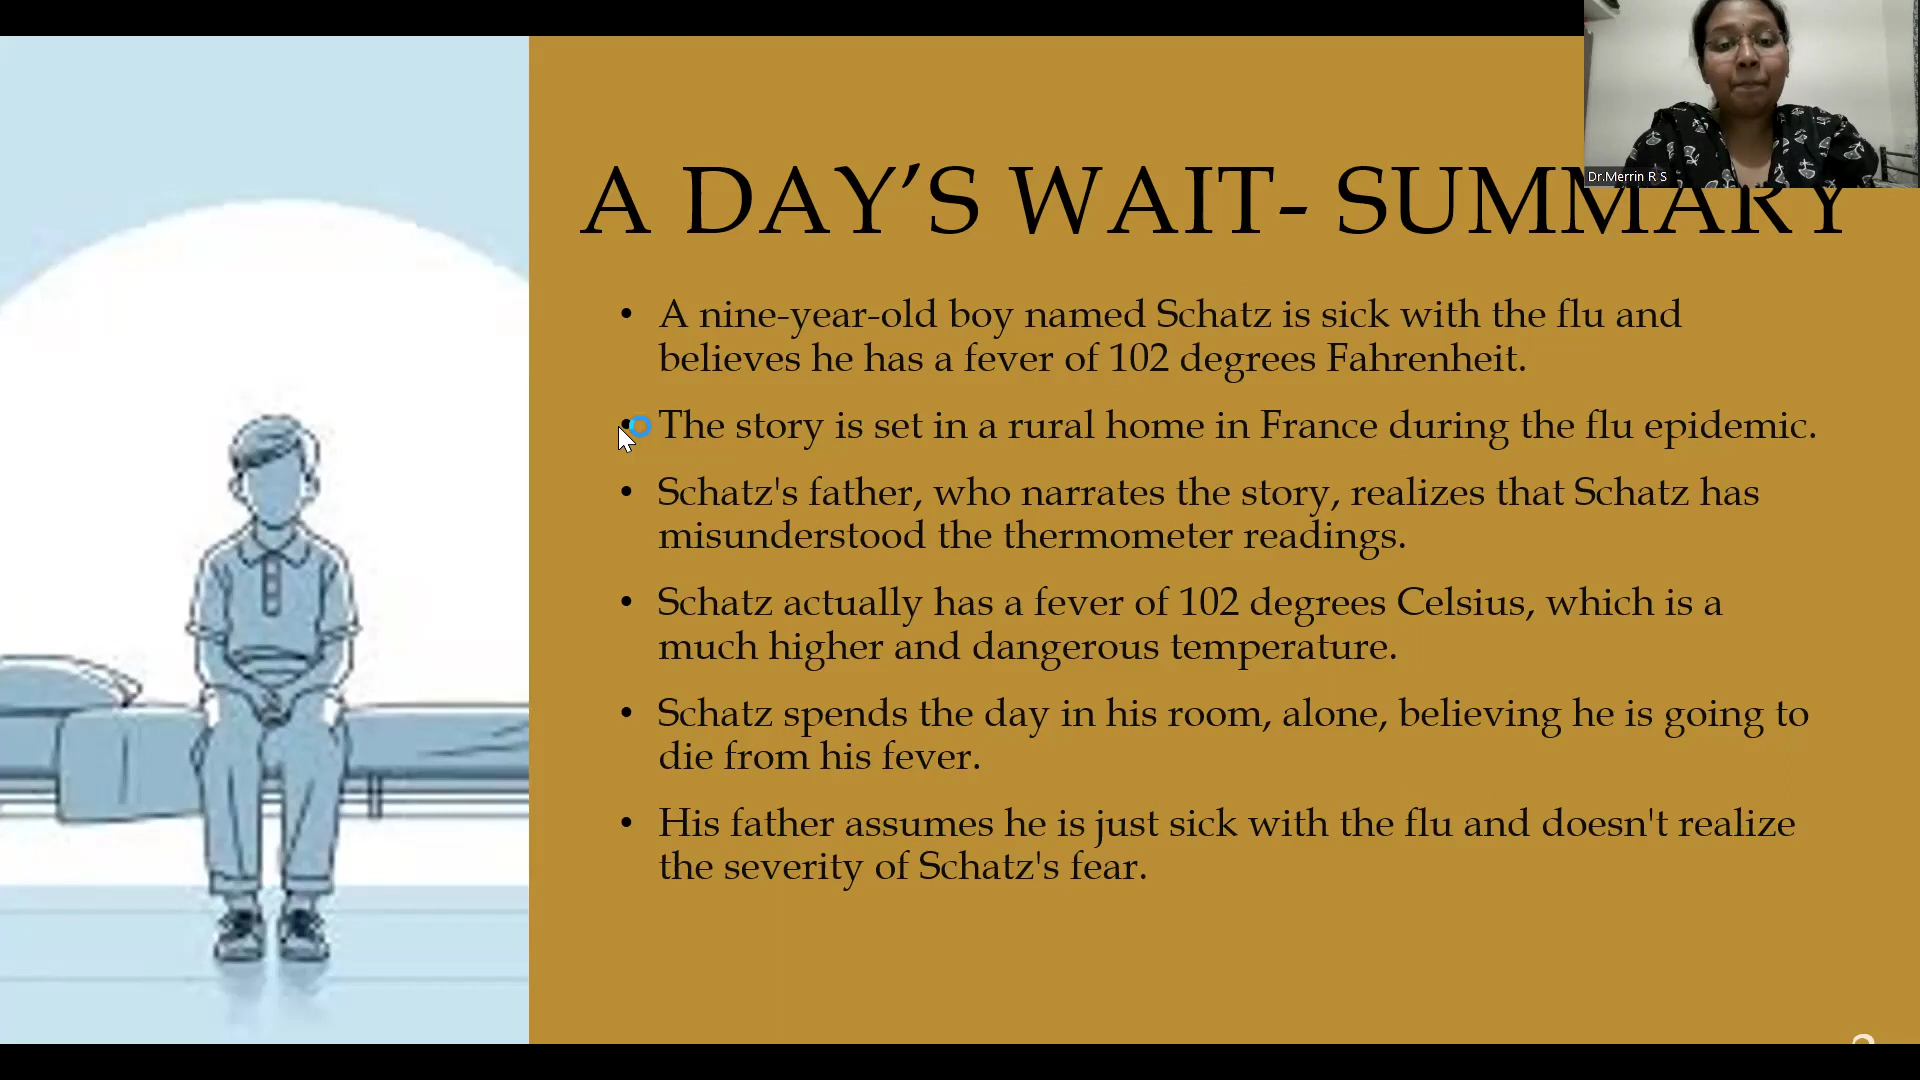 Dr.Merrin R S
A DAY’S WAIT- SUMMARY
• A nine-year-old boy named Schatz is sick with the flu and
believes he has a fever of 102 degrees Fahrenheit.
• The story is set in a rural home in France during the flu epidemic.
• Schatz's father, who narrates the story, realizes that Schatz has
misunderstood the thermometer readings.
• Schatz actually has a fever of 102 degrees Celsius, which is a
much higher and dangerous temperature.
• Schatz spends the day in his room, alone, believing he is going to
die from his fever.
• His father assumes he is just sick with the flu and doesn't realize
the severity of Schatz's fear.